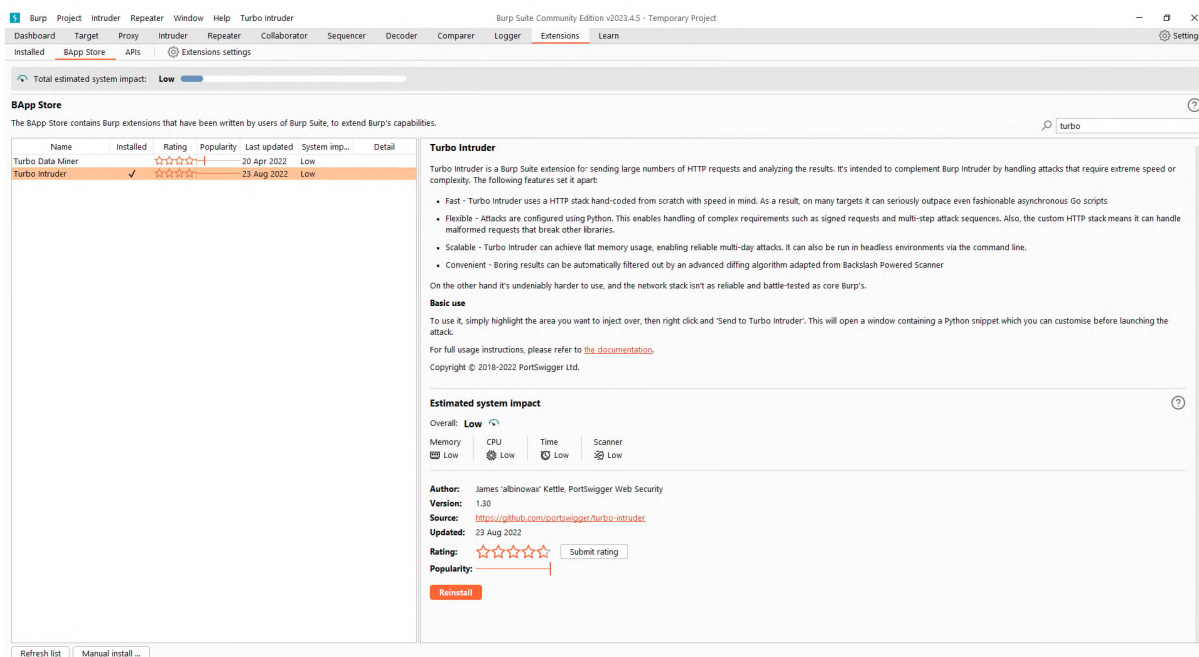 Burp Project Intruder Repeater Window Help Turbo Intruder
Burp Suite Community Edition v2023.4.5 - Temporary Project
Dashboard Target Proxy Intruder Repeater Collaborator Sequencer Decoder Comparer Logger Extensions Learn
Setting
Installed BApp Store APIs Extensions settings
Total estimated system impact: Low
BApp Store
The BApp Store contains Burp extensions that have been written by users of Burp Suite, to extend Burp's capabilities.
turbo
Name Installed Rating Popularity Last updated System imp... Detail
Turbo Data Miner 20 Apr 2022 Low
Turbo Intruder ✓ 23 Aug 2022 Low
Turbo Intruder
Turbo Intruder is a Burp Suite extension for sending large numbers of HTTP requests and analyzing the results. It's intended to complement Burp Intruder by handling attacks that require extreme speed or
complexity. The following features set it apart:
• Fast - Turbo Intruder uses a HTTP stack hand-coded from scratch with speed in mind. As a result, on many targets it can seriously outpace even fashionable asynchronous Go scripts
• Flexible - Attacks are configured using Python. This enables handling of complex requirements such as signed requests and multi-step attack sequences. Also, the custom HTTP stack means it can handle
malformed requests that break other libraries.
• Scalable - Turbo Intruder can achieve flat memory usage, enabling reliable multi-day attacks. It can also be run in headless environments via the command line.
• Convenient - Boring results can be automatically filtered out by an advanced diffing algorithm adapted from Backslash Powered Scanner
On the other hand it's undeniably harder to use, and the network stack isn't as reliable and battle-tested as core Burp's.
Basic use
To use it, simply highlight the area you want to inject over, then right click and 'Send to Turbo Intruder'. This will open a window containing a Python snippet which you can customise before launching the
attack.
For full usage instructions, please refer to the documentation.
Copyright © 2018-2022 PortSwigger Ltd.
Estimated system impact
Overall: Low
Memory CPU Time Scanner
Low Low Low Low
Author: James 'albinowax' Kettle, PortSwigger Web Security
Version: 1.30
Source: https://github.com/portswigger/turbo-intruder
Updated: 23 Aug 2022
Rating: Submit rating
Popularity:
Reinstall
Refresh list Manual install ...